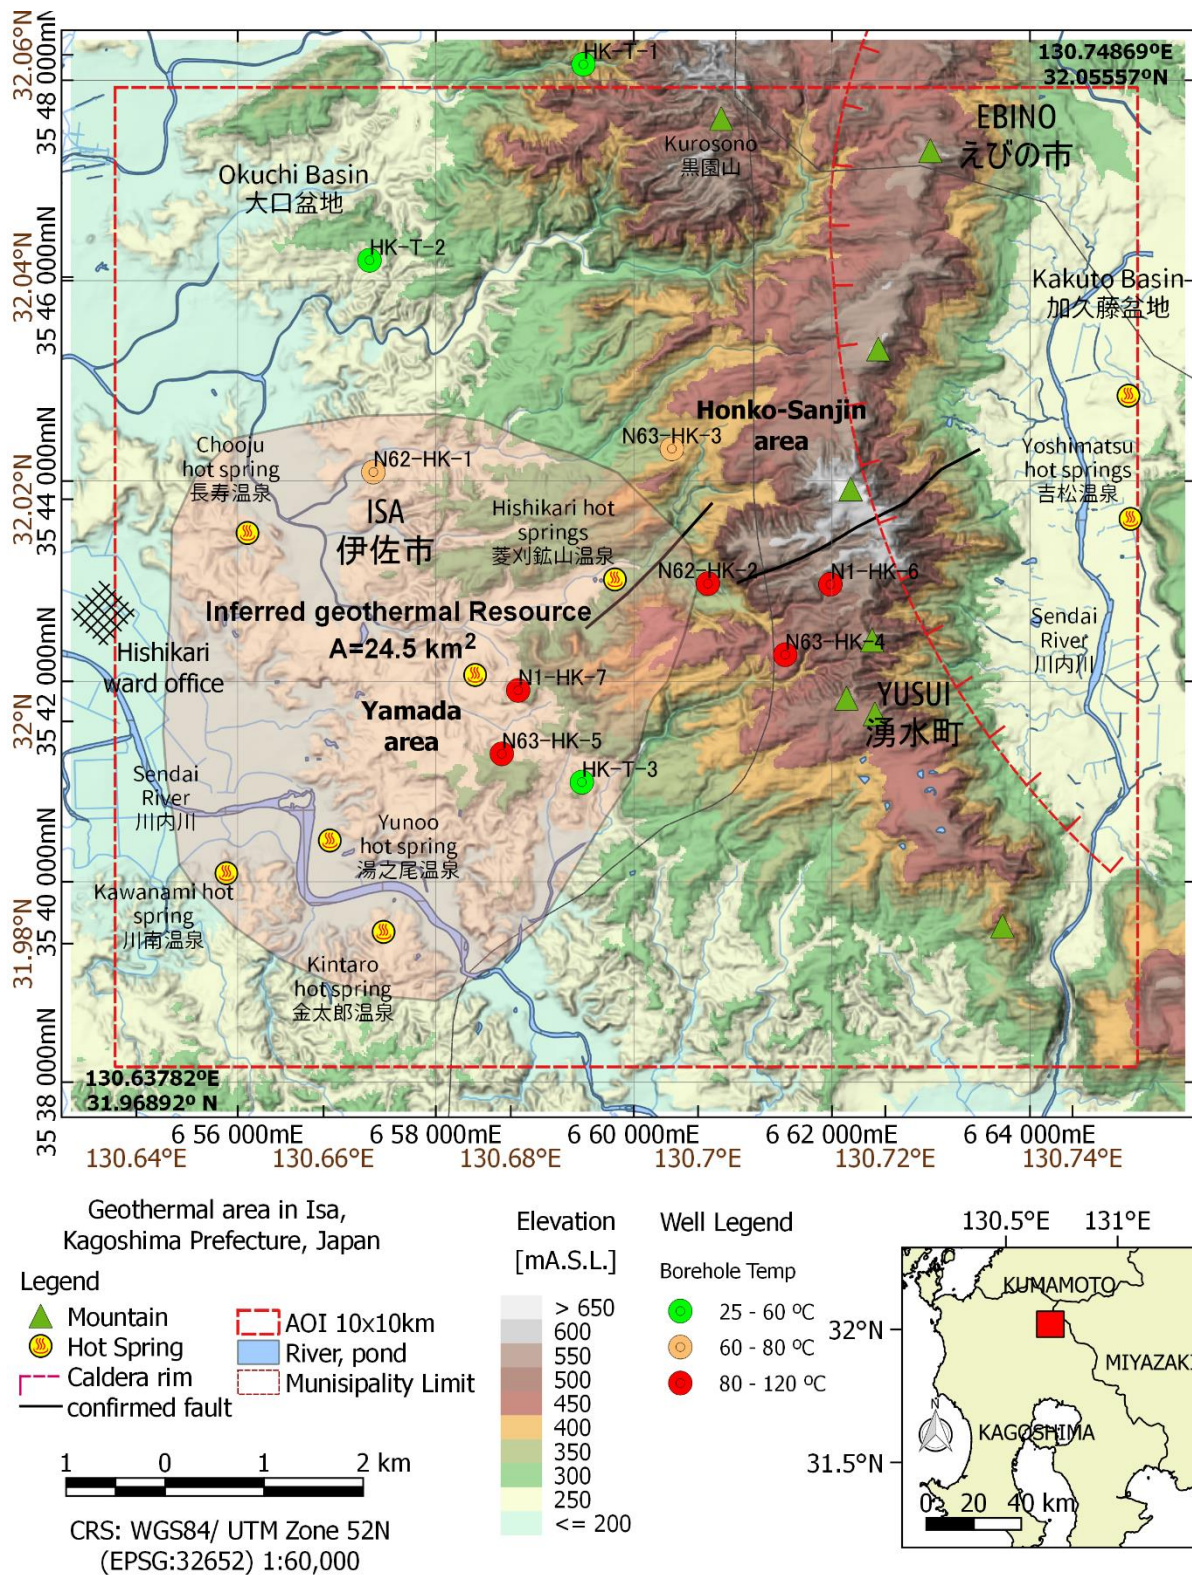 32.06°N
32.04°N
32.02°N
32°N
31.98°N
35 48 000mN
35 46 000mN
35 44 000mN
35 42 000mN
35 40 000mN
35 38 000mN
HK-T-1
130.74869ºE
32.05557ºN
EBINO
えびの市
Kurosono
黒園山
Okuchi Basin
大口盆地
HK-T-2
Kakuto Basin
加久藤盆地
Honko-Sanjin
area
N63-HK-3
Chooju
hot spring
長寿温泉
N62-HK-1
ISA
伊佐市
Hishikari hot
springs
菱刈鉱山温泉
Yoshimatsu
hot springs
吉松温泉
N62-HK-2
N1-HK-6
Inferred geothermal Resource
A=24.5 km²
Hishikari
ward office
N63-HK-4
Sendai
River
川内川
N1-HK-7
Yamada
area
YUSUI
湧水町
N63-HK-5
HK-T-3
Sendai
River
川内川
Yunoo
hot spring
湯之尾温泉
Kawanami hot
spring
川南温泉
Kintaro
hot spring
金太郎温泉
130.63782ºE
31.96892º N
6 56 000mE
6 58 000mE
6 60 000mE
6 62 000mE
6 64 000mE
130.64°E
130.66°E
130.68°E
130.7°E
130.72°E
130.74°E
Geothermal area in Isa,
Kagoshima Prefecture, Japan
Legend
Mountain
Hot Spring
Caldera rim
confirmed fault
AOI 10x10km
River, pond
Munisipality Limit
1 0 1 2 km
CRS: WGS84/ UTM Zone 52N
(EPSG:32652) 1:60,000
Elevation
[mA.S.L.]
> 650
600
550
500
450
400
350
300
250
<= 200
Well Legend
Borehole Temp
25 - 60 ºC
60 - 80 ºC
80 - 120 ºC
130.5°E
131°E
32°N
31.5°N
KUMAMOTO
MIYAZAKI
KAGOSHIMA
N
0 20 40 km